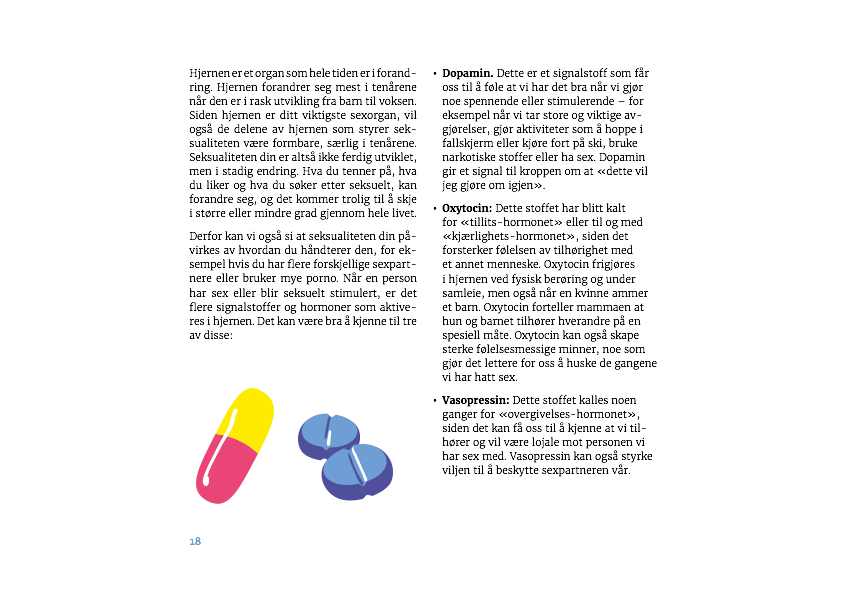 Hjernen er et organ som hele tiden er i forand-
ring. Hjernen forandrer seg mest i tenårene
når den er i rask utvikling fra barn til voksen.
Siden hjernen er ditt viktigste sexorgan, vil
også de delene av hjernen som styrer sek-
sualiteten være formbare, særlig i tenårene.
Seksualiteten din er altså ikke ferdig utviklet,
men i stadig endring. Hva du tenner på, hva
du liker og hva du søker etter seksuelt, kan
forandre seg, og det kommer trolig til å skje
i større eller mindre grad gjennom hele livet.
Derfor kan vi også si at seksualiteten din på-
virkes av hvordan du håndterer den, for ek-
sempel hvis du har flere forskjellige sexpart-
nere eller bruker mye porno. Når en person
har sex eller blir seksuelt stimulert, er det
flere signalstoffer og hormoner som aktive-
res i hjernen. Det kan være bra å kjenne til tre
av disse:
• Dopamin. Dette er et signalstoff som får
oss til å føle at vi har det bra når vi gjør
noe spennende eller stimulerende – for
eksempel når vi tar store og viktige av-
gjørelser, gjør aktiviteter som å hoppe i
fallskjerm eller kjøre fort på ski, bruke
narkotiske stoffer eller ha sex. Dopamin
gir et signal til kroppen om at «dette vil
jeg gjøre om igjen».
• Oxytocin: Dette stoffet har blitt kalt
for «tillits-hormonet» eller til og med
«kjærlighets-hormonet», siden det
forsterker følelsen av tilhørighet med
et annet menneske. Oxytocin frigjøres
i hjernen ved fysisk berøring og under
samleie, men også når en kvinne ammer
et barn. Oxytocin forteller mammaen at
hun og barnet tilhører hverandre på en
spesiell måte. Oxytocin kan også skape
sterke følelsesmessige minner, noe som
gjør det lettere for oss å huske de gangene
vi har hatt sex.
• Vasopressin: Dette stoffet kalles noen
ganger for «overgivelses-hormonet»,
siden det kan få oss til å kjenne at vi til-
hører og vil være lojale mot personen vi
har sex med. Vasopressin kan også styrke
viljen til å beskytte sexpartneren vår.
18